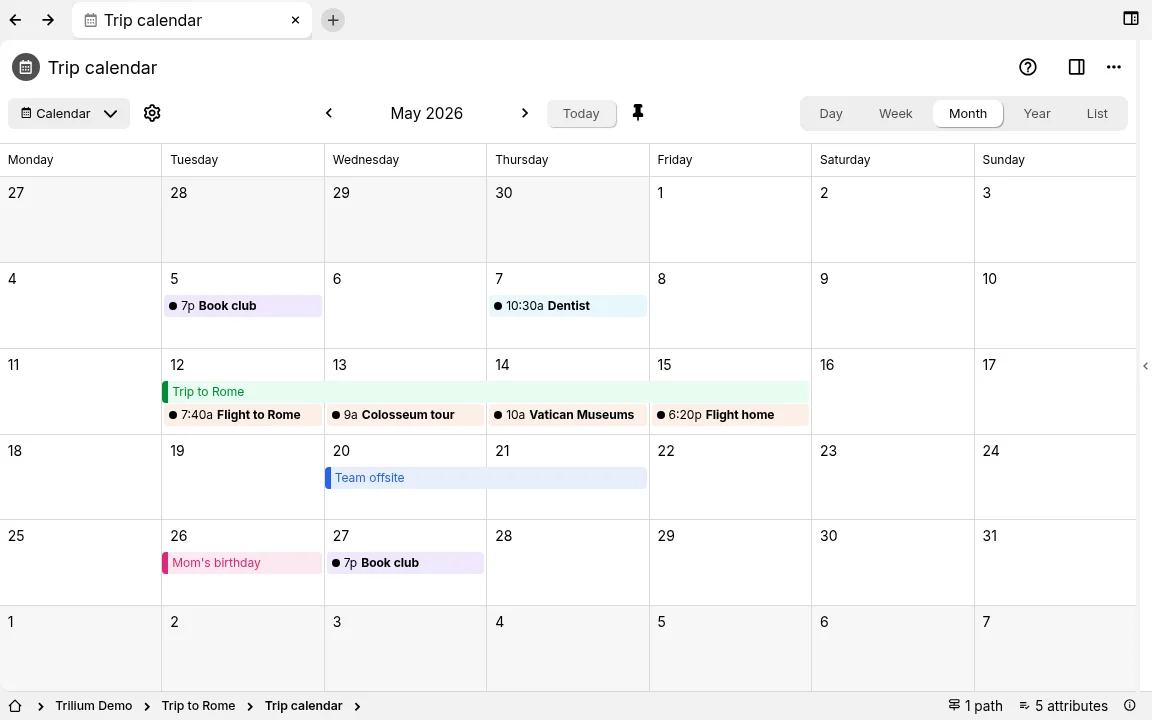 Trip calendar
Trip calendar
Calendar
May 2026
Today
Day Week Month Year List
Monday Tuesday Wednesday Thursday Friday Saturday Sunday
27 28 29 30 1 2 3
4 5 6 7 8 9 10
7p Book club 10:30a Dentist
11 12 13 14 15 16 17
Trip to Rome
7:40a Flight to Rome 9a Colosseum tour 10a Vatican Museums 6:20p Flight home
18 19 20 21 22 23 24
Team offsite
25 26 27 28 29 30 31
Mom's birthday 7p Book club
1 2 3 4 5 6 7
Trilium Demo Trip to Rome Trip calendar 1 path 5 attributes